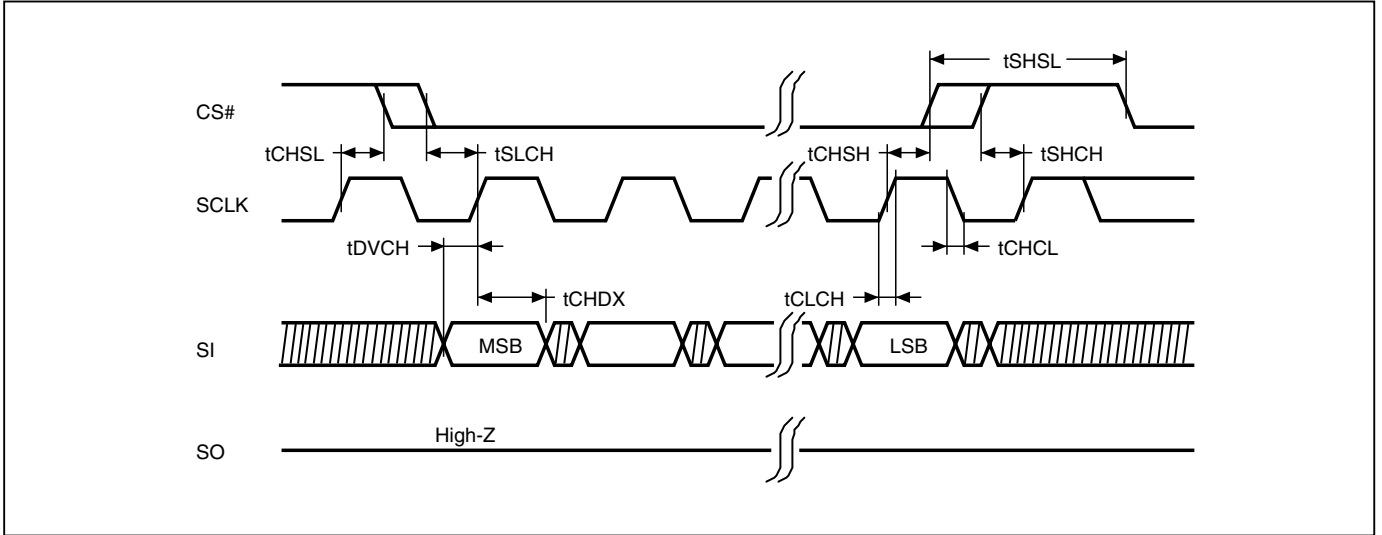 tSHSL
CS#
tCHSL
tSLCH
tCHSH
tSHCH
SCLK
tDVCH
tCHCL
tCHDX
tCLCH
SI
MSB
LSB
High-Z
SO